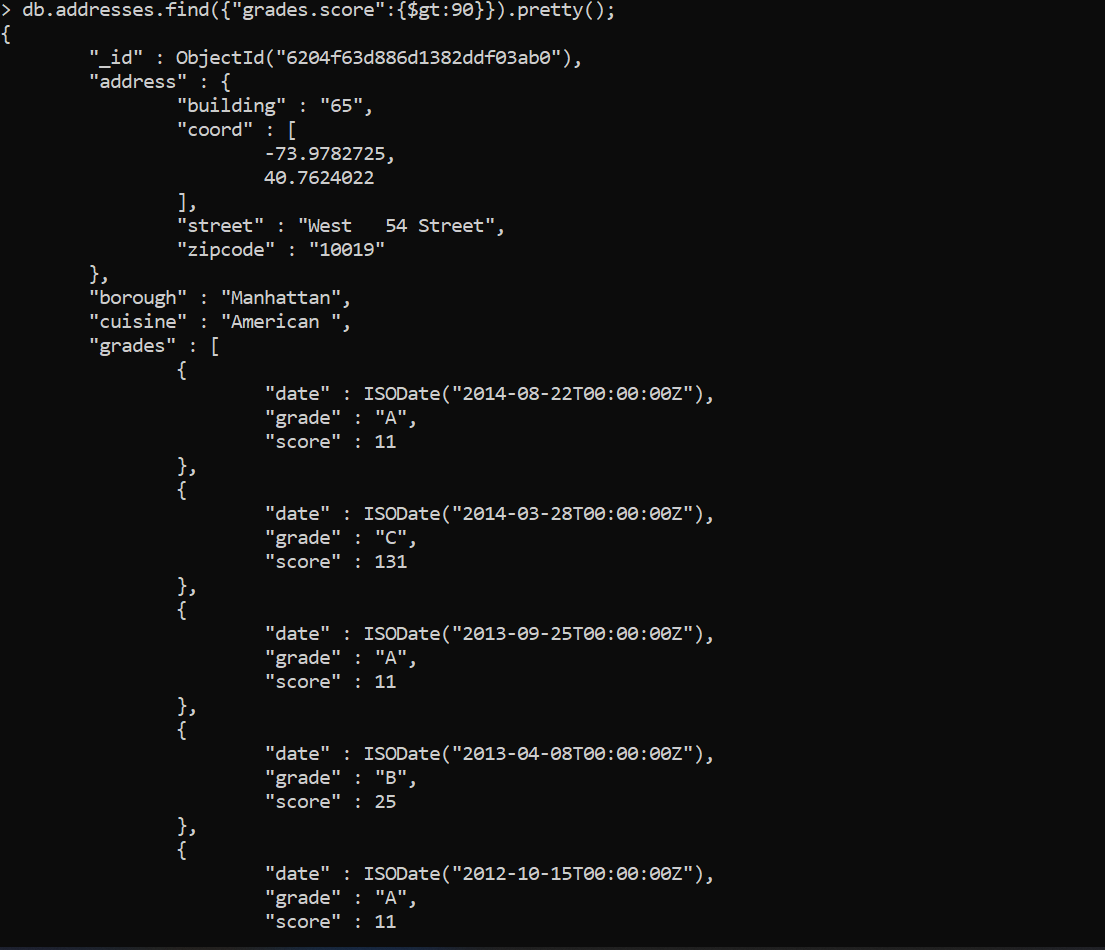 > db.addresses.find({"grades.score":{$gt:90}}).pretty();
{
        "_id" : ObjectId("6204f63d886d1382ddf03ab0"),
        "address" : {
                "building" : "65",
                "coord" : [
                        -73.9782725,
                        40.7624022
                ],
                "street" : "West   54 Street",
                "zipcode" : "10019"
        },
        "borough" : "Manhattan",
        "cuisine" : "American ",
        "grades" : [
                {
                        "date" : ISODate("2014-08-22T00:00:00Z"),
                        "grade" : "A",
                        "score" : 11
                },
                {
                        "date" : ISODate("2014-03-28T00:00:00Z"),
                        "grade" : "C",
                        "score" : 131
                },
                {
                        "date" : ISODate("2013-09-25T00:00:00Z"),
                        "grade" : "A",
                        "score" : 11
                },
                {
                        "date" : ISODate("2013-04-08T00:00:00Z"),
                        "grade" : "B",
                        "score" : 25
                },
                {
                        "date" : ISODate("2012-10-15T00:00:00Z"),
                        "grade" : "A",
                        "score" : 11